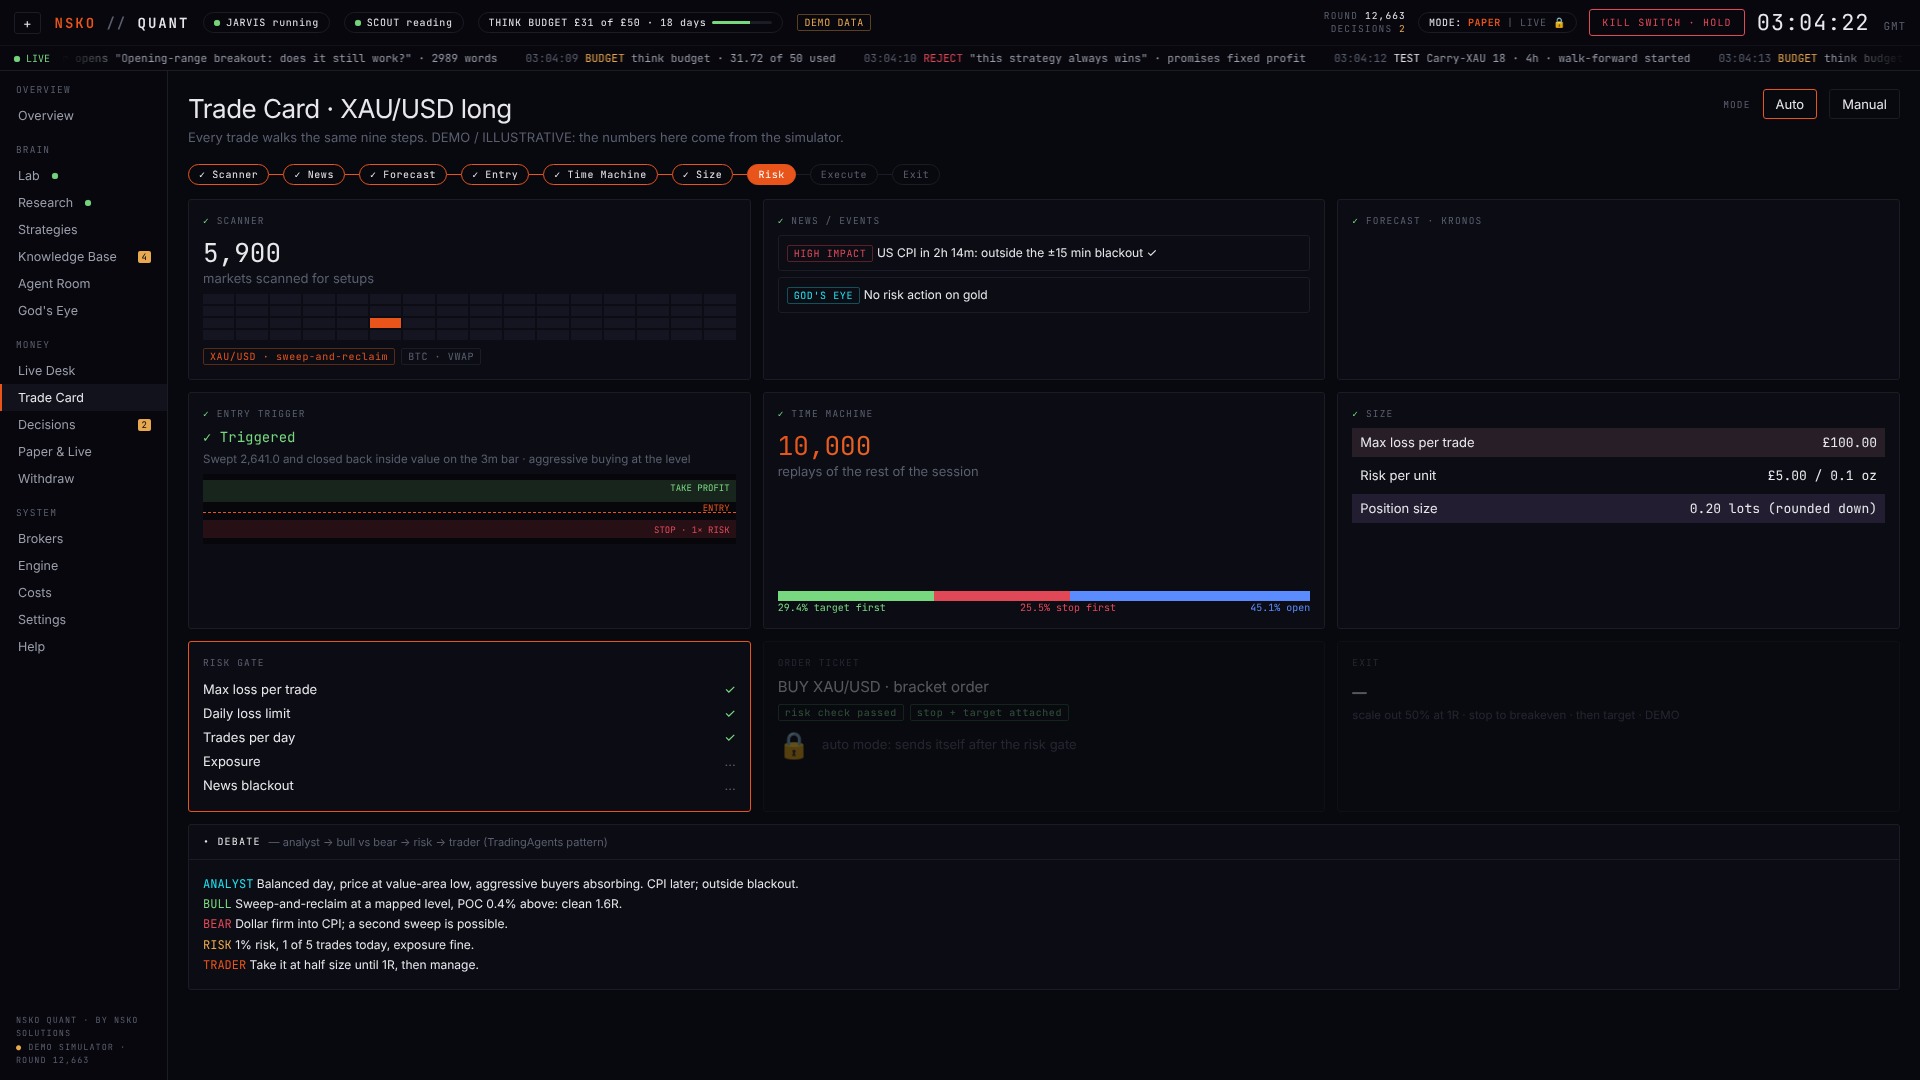 + NSKO // QUANT JARVIS running SCOUT reading THINK BUDGET £31 of £50 · 18 days DEMO DATA ROUND 12,663 DECISIONS 2 MODE: PAPER | LIVE KILL SWITCH · HOLD 03:04:22 GMT
LIVE opens "Opening-range breakout: does it still work?" · 2989 words 03:04:09 BUDGET think budget · 31.72 of 50 used 03:04:10 REJECT "this strategy always wins" · promises fixed profit 03:04:12 TEST Carry-XAU 18 · 4h · walk-forward started 03:04:13 BUDGET think budge
OVERVIEW
Overview
BRAIN
Lab
Research
Strategies
Knowledge Base 4
Agent Room
God's Eye
MONEY
Live Desk
Trade Card
Decisions 2
Paper & Live
Withdraw
SYSTEM
Brokers
Engine
Costs
Settings
Help
NSKO QUANT · BY NSKO
SOLUTIONS
DEMO SIMULATOR ·
ROUND 12,663
Trade Card · XAU/USD long
MODE Auto Manual
Every trade walks the same nine steps. DEMO / ILLUSTRATIVE: the numbers here come from the simulator.
✓ Scanner ✓ News ✓ Forecast ✓ Entry ✓ Time Machine ✓ Size Risk Execute Exit
✓ SCANNER
5,900
markets scanned for setups
XAU/USD · sweep-and-reclaim BTC · VWAP
✓ NEWS / EVENTS
HIGH IMPACT US CPI in 2h 14m: outside the ±15 min blackout ✓
GOD'S EYE No risk action on gold
✓ FORECAST · KRONOS
✓ ENTRY TRIGGER
✓ Triggered
Swept 2,641.0 and closed back inside value on the 3m bar · aggressive buying at the level
TAKE PROFIT
ENTRY
STOP · 1× RISK
✓ TIME MACHINE
10,000
replays of the rest of the session
29.4% target first 25.5% stop first 45.1% open
✓ SIZE
Max loss per trade £100.00
Risk per unit £5.00 / 0.1 oz
Position size 0.20 lots (rounded down)
RISK GATE
Max loss per trade ✓
Daily loss limit ✓
Trades per day ✓
Exposure …
News blackout …
ORDER TICKET
BUY XAU/USD · bracket order
risk check passed stop + target attached
auto mode: sends itself after the risk gate
EXIT
—
scale out 50% at 1R · stop to breakeven · then target · DEMO
• DEBATE — analyst → bull vs bear → risk → trader (TradingAgents pattern)
ANALYST Balanced day, price at value-area low, aggressive buyers absorbing. CPI later; outside blackout.
BULL Sweep-and-reclaim at a mapped level, POC 0.4% above: clean 1.6R.
BEAR Dollar firm into CPI; a second sweep is possible.
RISK 1% risk, 1 of 5 trades today, exposure fine.
TRADER Take it at half size until 1R, then manage.